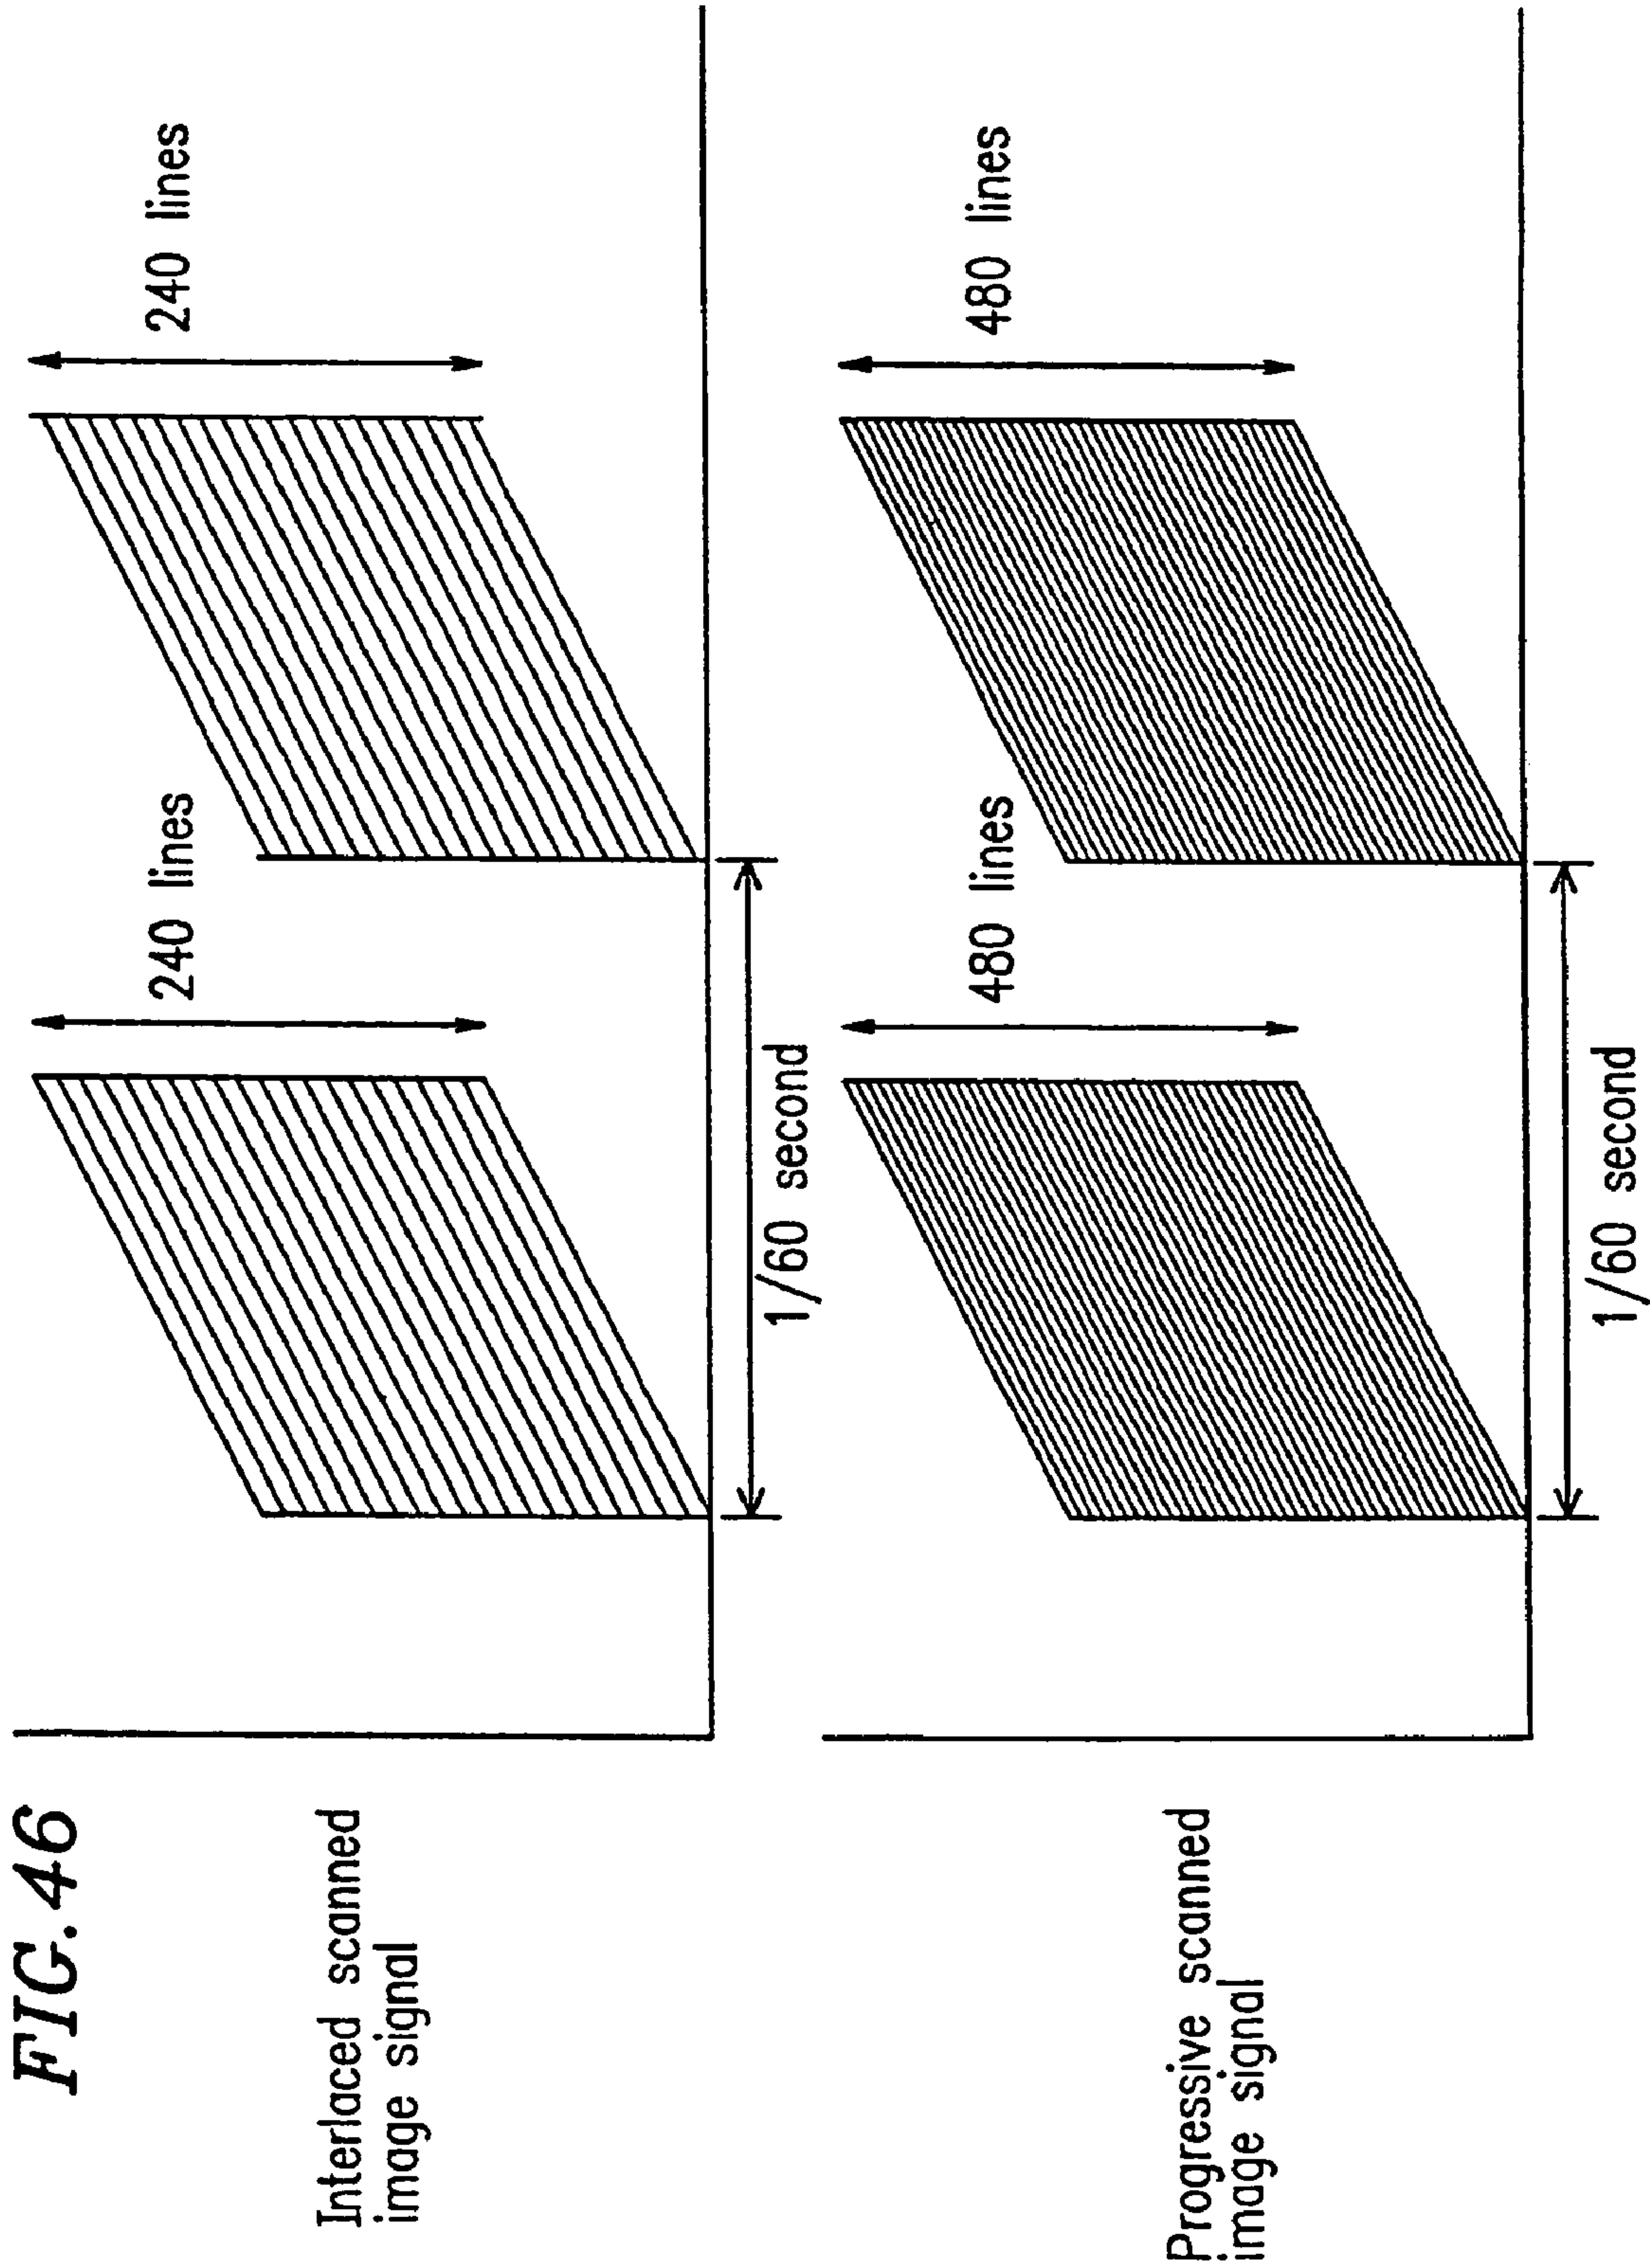 FIG.46
Interlaced scanned
image signal
240 lines
240 lines
1/60 second
Progressive scanned
image signal
480 lines
480 lines
1/60 second